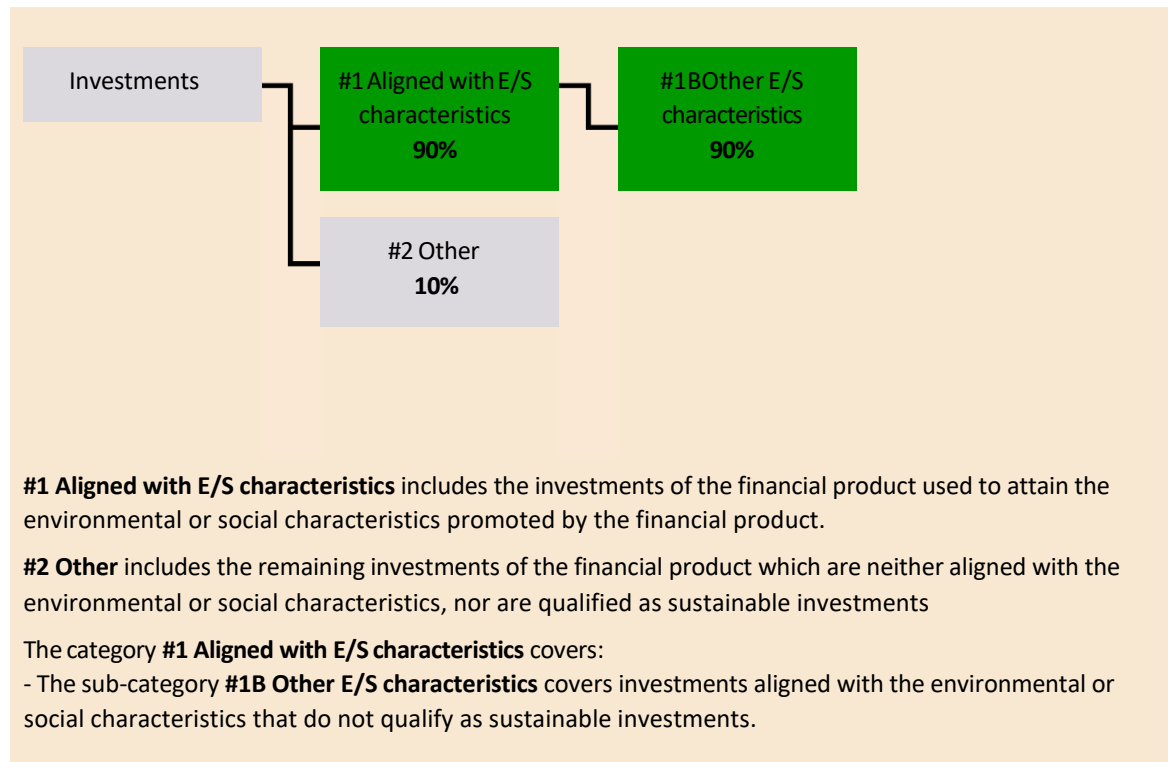 Investments
#1 Aligned with E/S
characteristics
90%
#1BOther E/S
characteristics
90%
#2 Other
10%
#1 Aligned with E/S characteristics includes the investments of the financial product used to attain the
environmental or social characteristics promoted by the financial product.
#2 Other includes the remaining investments of the financial product which are neither aligned with the
environmental or social characteristics, nor are qualified as sustainable investments
The category #1 Aligned with E/S characteristics covers:
- The sub-category #1B Other E/S characteristics covers investments aligned with the environmental or
social characteristics that do not qualify as sustainable investments.